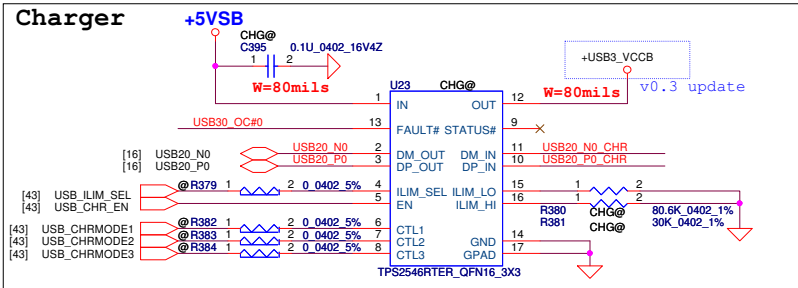 Charger
+5VSB
CHG@
C395 0.1U_0402_16V4Z
1 2
W=80mils
+USB3_VCCB
v0.3 update
U23 CHG@
1 IN OUT 12 W=80mils
USB30_OC#0 13 FAULT# STATUS# 9
[16] USB20_N0 USB20_N0 2 DM_OUT DM_IN 11 USB20_N0_CHR
[16] USB20_P0 USB20_P0 3 DP_OUT DP_IN 10 USB20_P0_CHR
[43] USB_ILIM_SEL @R379 1 2 0_0402_5% 4 ILIM_SEL ILIM_LO 15 1 2
[43] USB_CHR_EN 5 EN ILIM_HI 16 1 2
R380 CHG@ 80.6K_0402_1%
R381 CHG@ 30K_0402_1%
[43] USB_CHRMODE1 @R382 1 2 0_0402_5% 6 CTL1
[43] USB_CHRMODE2 @R383 1 2 0_0402_5% 7 CTL2 GND 14
[43] USB_CHRMODE3 @R384 1 2 0_0402_5% 8 CTL3 GPAD 17
TPS2546RTER_QFN16_3X3